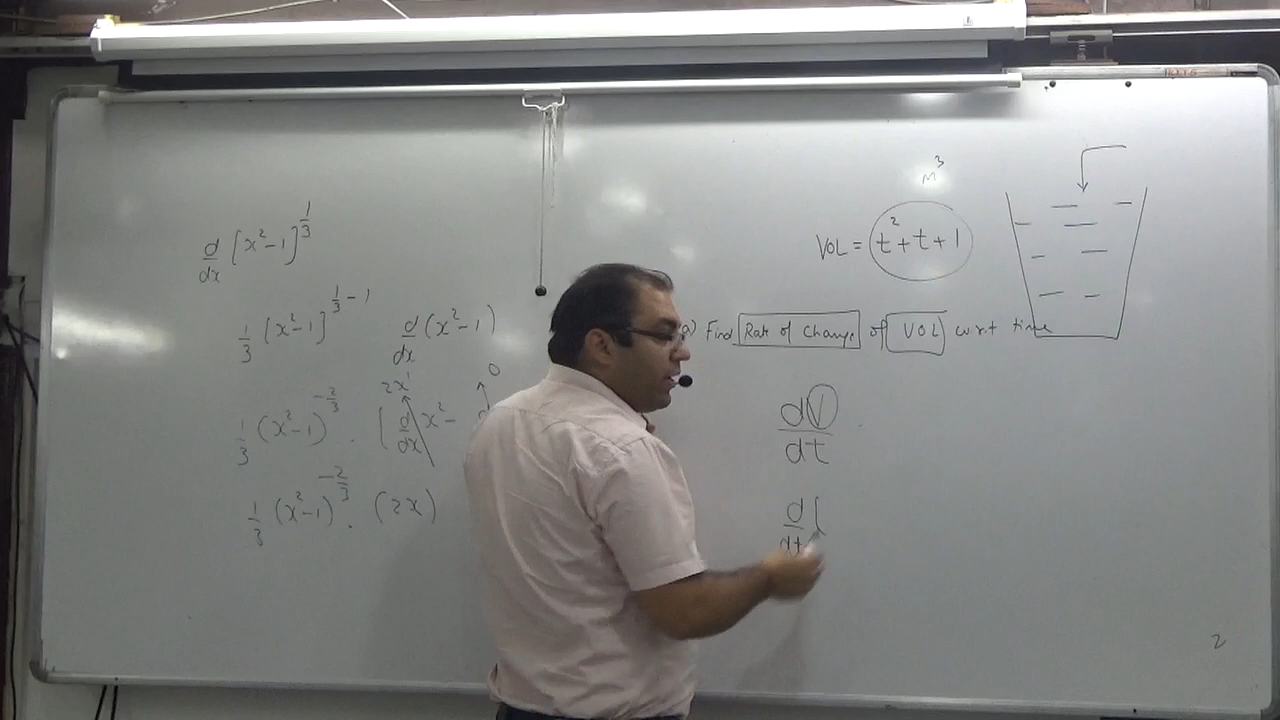 d/dx [x²-1]^(1/3)
1/3 [x²-1]^(1/3 - 1) d/dx (x²-1)
1/3 (x²-1)^(-2/3) . [d/dx x² -
2x¹
0
1/3 (x²-1)^(-2/3) . (2x)
M³
VOL = t²+t+1
a) Find Rate of Change of VOL w.r.t time
dV/dt
d/dt [
2